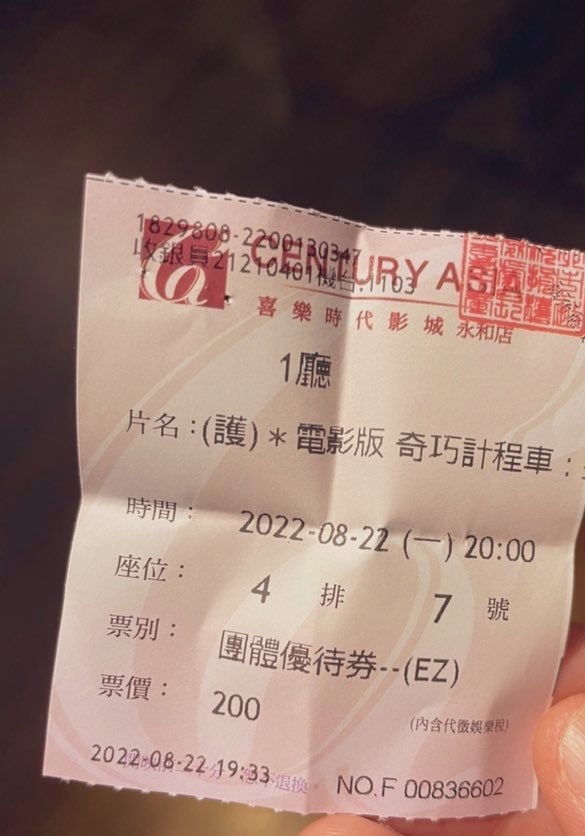 1829808-2200130347
收銀員21210401機台:1103
CENTURY ASIA
喜樂時代影城 永和店
1廳
片名：(護)＊電影版 奇巧計程車：
時間： 2022-08-22 (一) 20:00
座位： 4 排 7 號
票別： 團體優待券--(EZ)
票價： 200
(內含代徵娛樂稅)
2022-08-22 19:33
不退換
NO.F 00836602